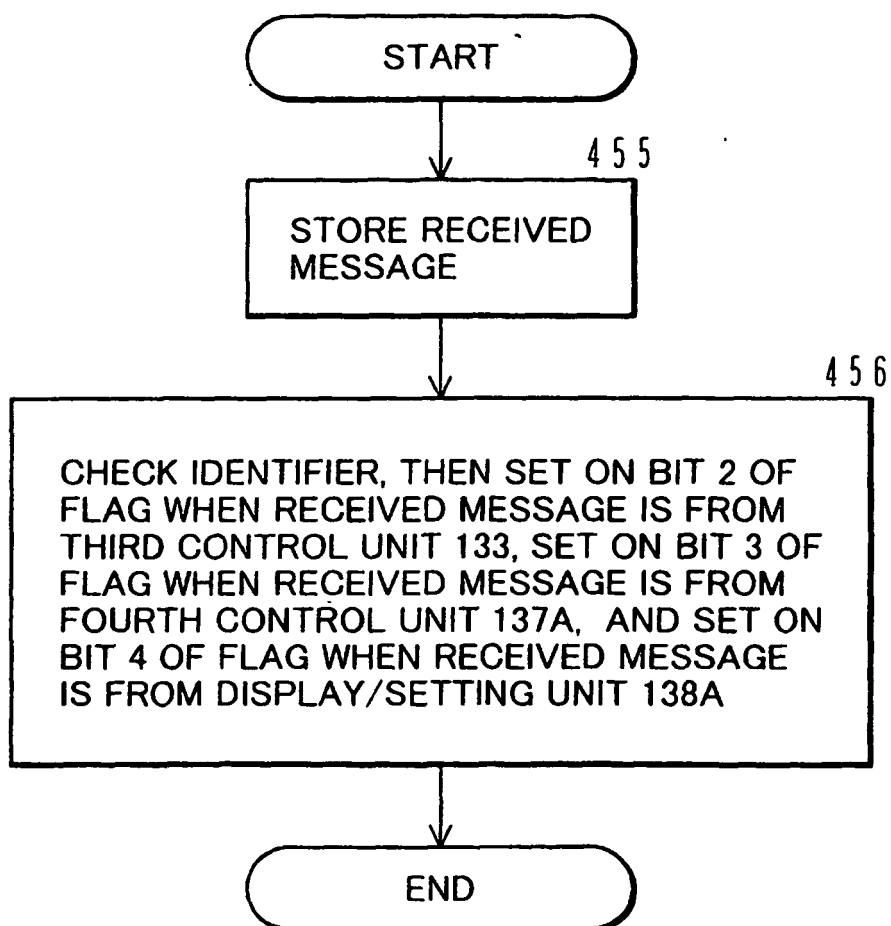 START
455
STORE RECEIVED
MESSAGE
456
CHECK IDENTIFIER, THEN SET ON BIT 2 OF
FLAG WHEN RECEIVED MESSAGE IS FROM
THIRD CONTROL UNIT 133, SET ON BIT 3 OF
FLAG WHEN RECEIVED MESSAGE IS FROM
FOURTH CONTROL UNIT 137A, AND SET ON
BIT 4 OF FLAG WHEN RECEIVED MESSAGE
IS FROM DISPLAY/SETTING UNIT 138A
END